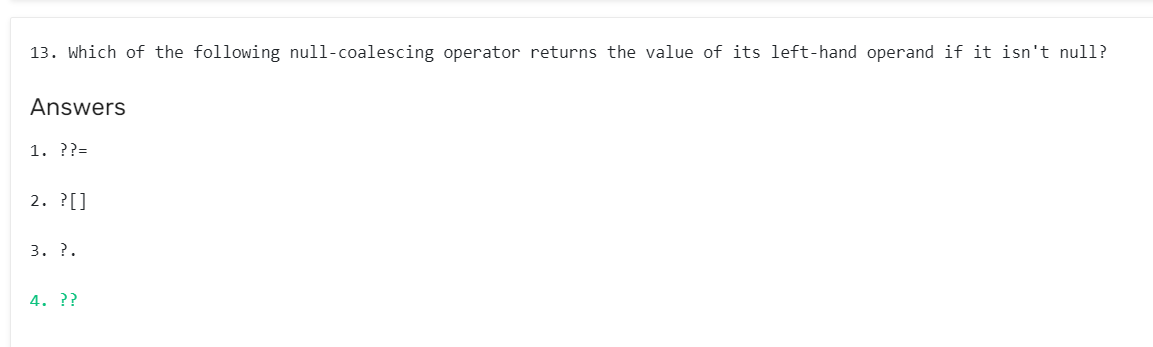 13. Which of the following null-coalescing operator returns the value of its left-hand operand if it isn't null?
Answers
1. ??=
2. ?[]
3. ?.
4. ??